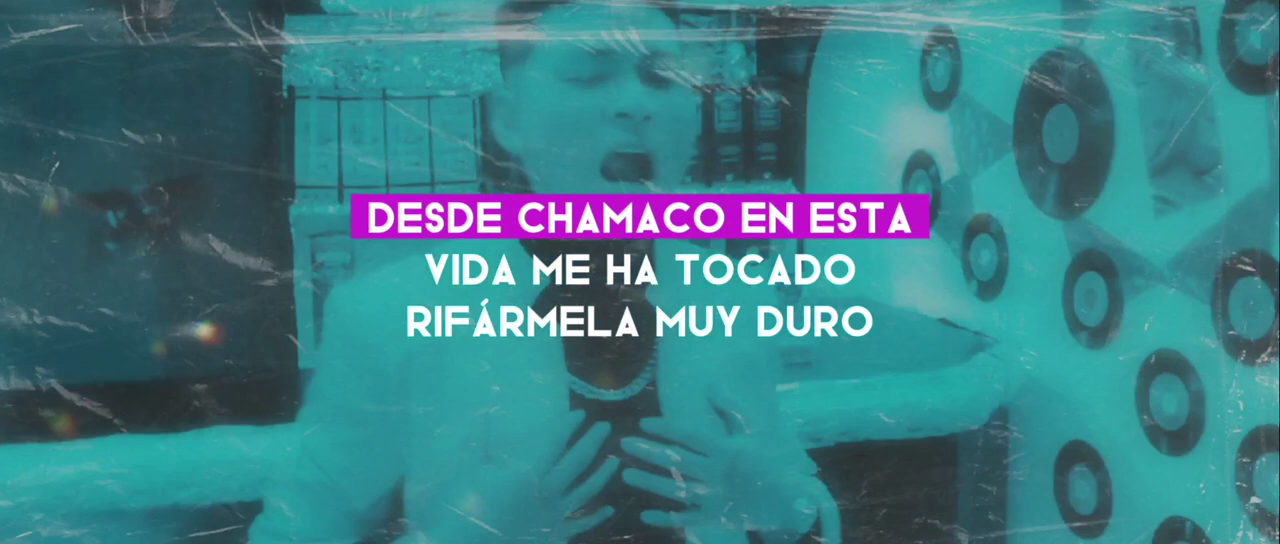 DESDE CHAMACO EN ESTA
VIDA ME HA TOCADO
RIFÁRMELA MUY DURO